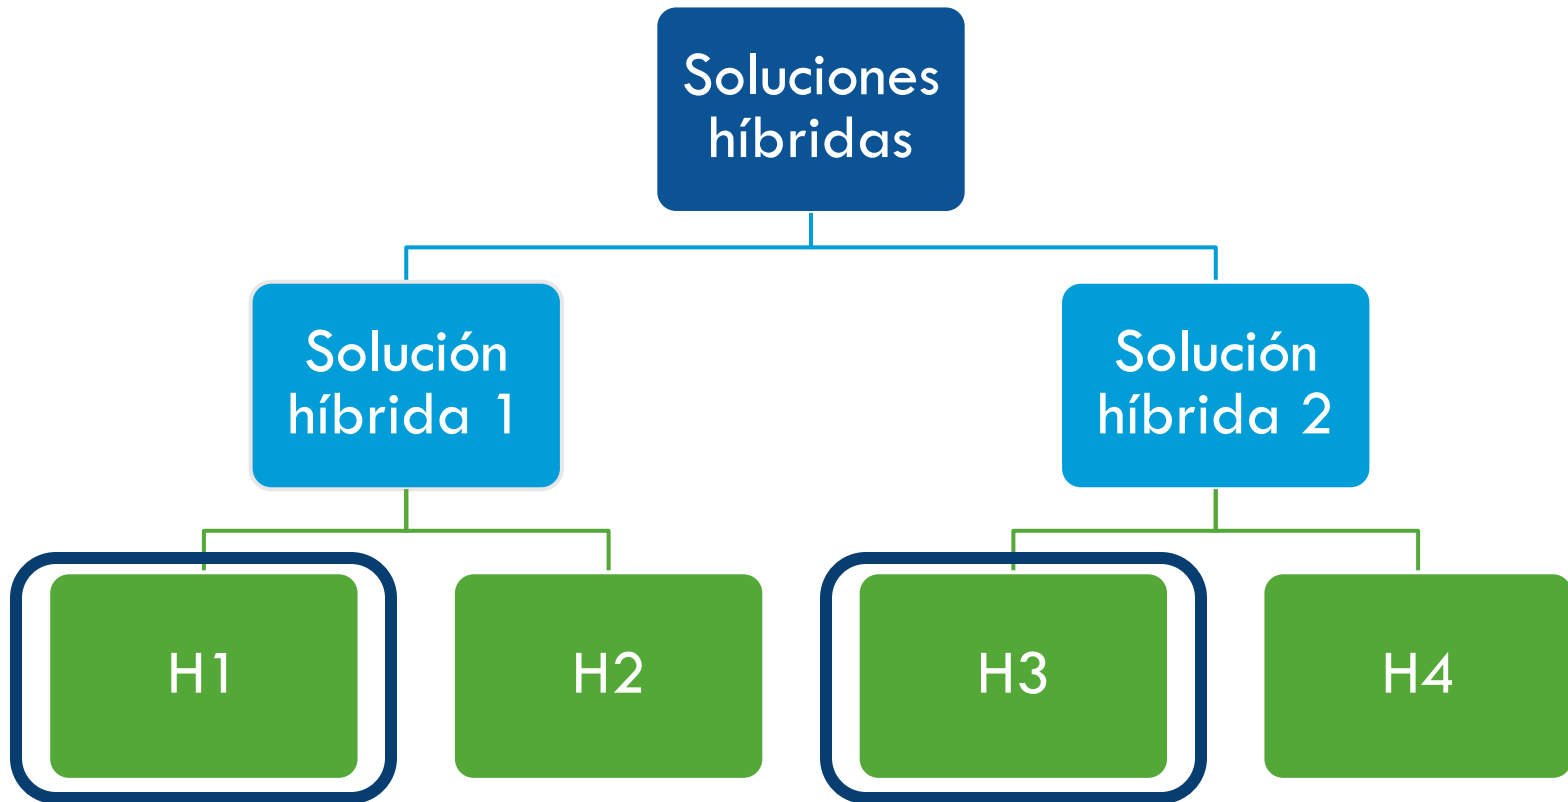 Soluciones
híbridas
Solución
híbrida 1
Solución
híbrida 2
H1
H2
H3
H4